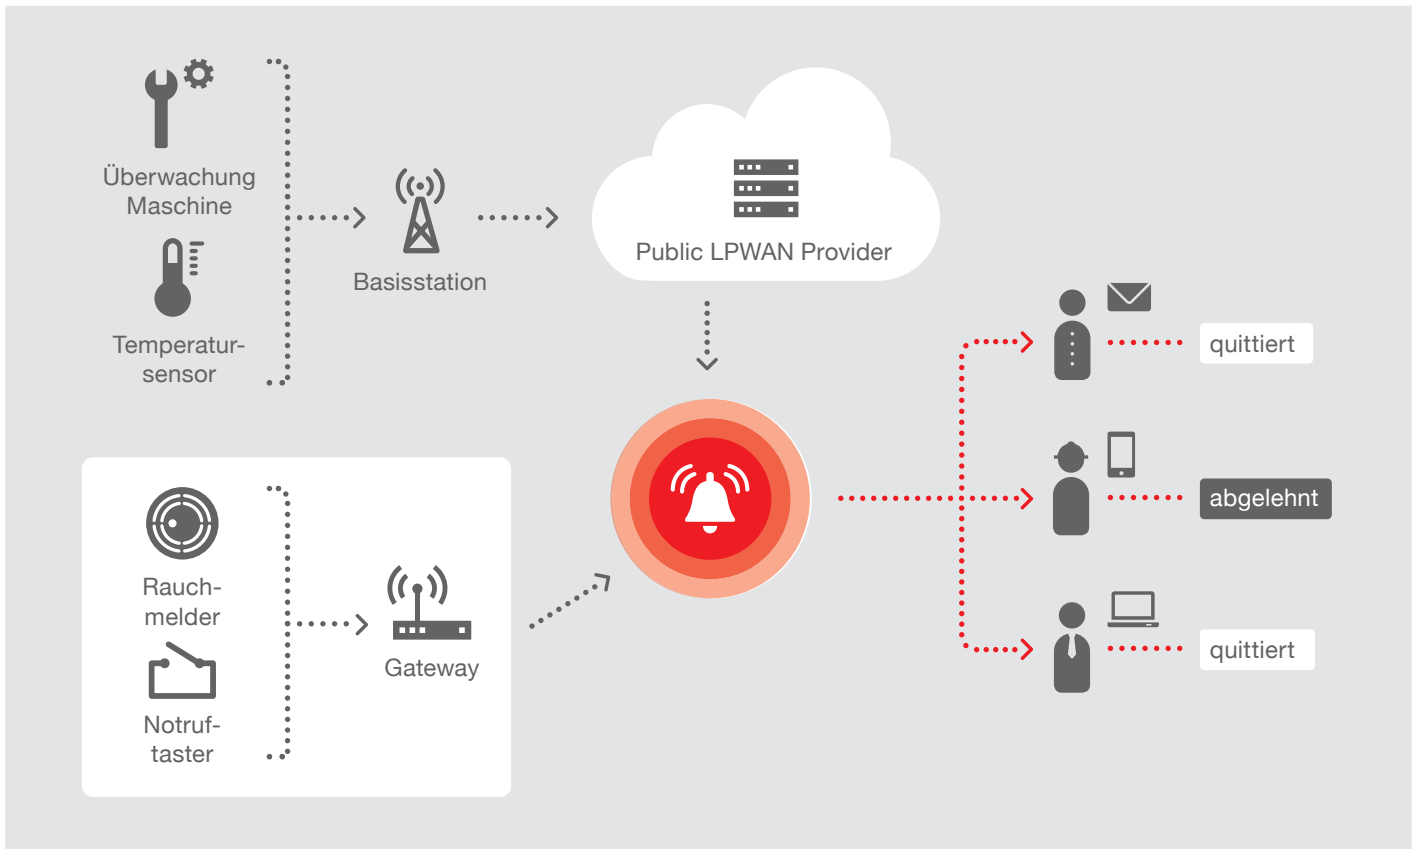 Überwachung
Maschine
Temperatur-
sensor
Basisstation
Public LPWAN Provider
Rauch-
melder
Notruf-
taster
Gateway
quittiert
abgelehnt
quittiert